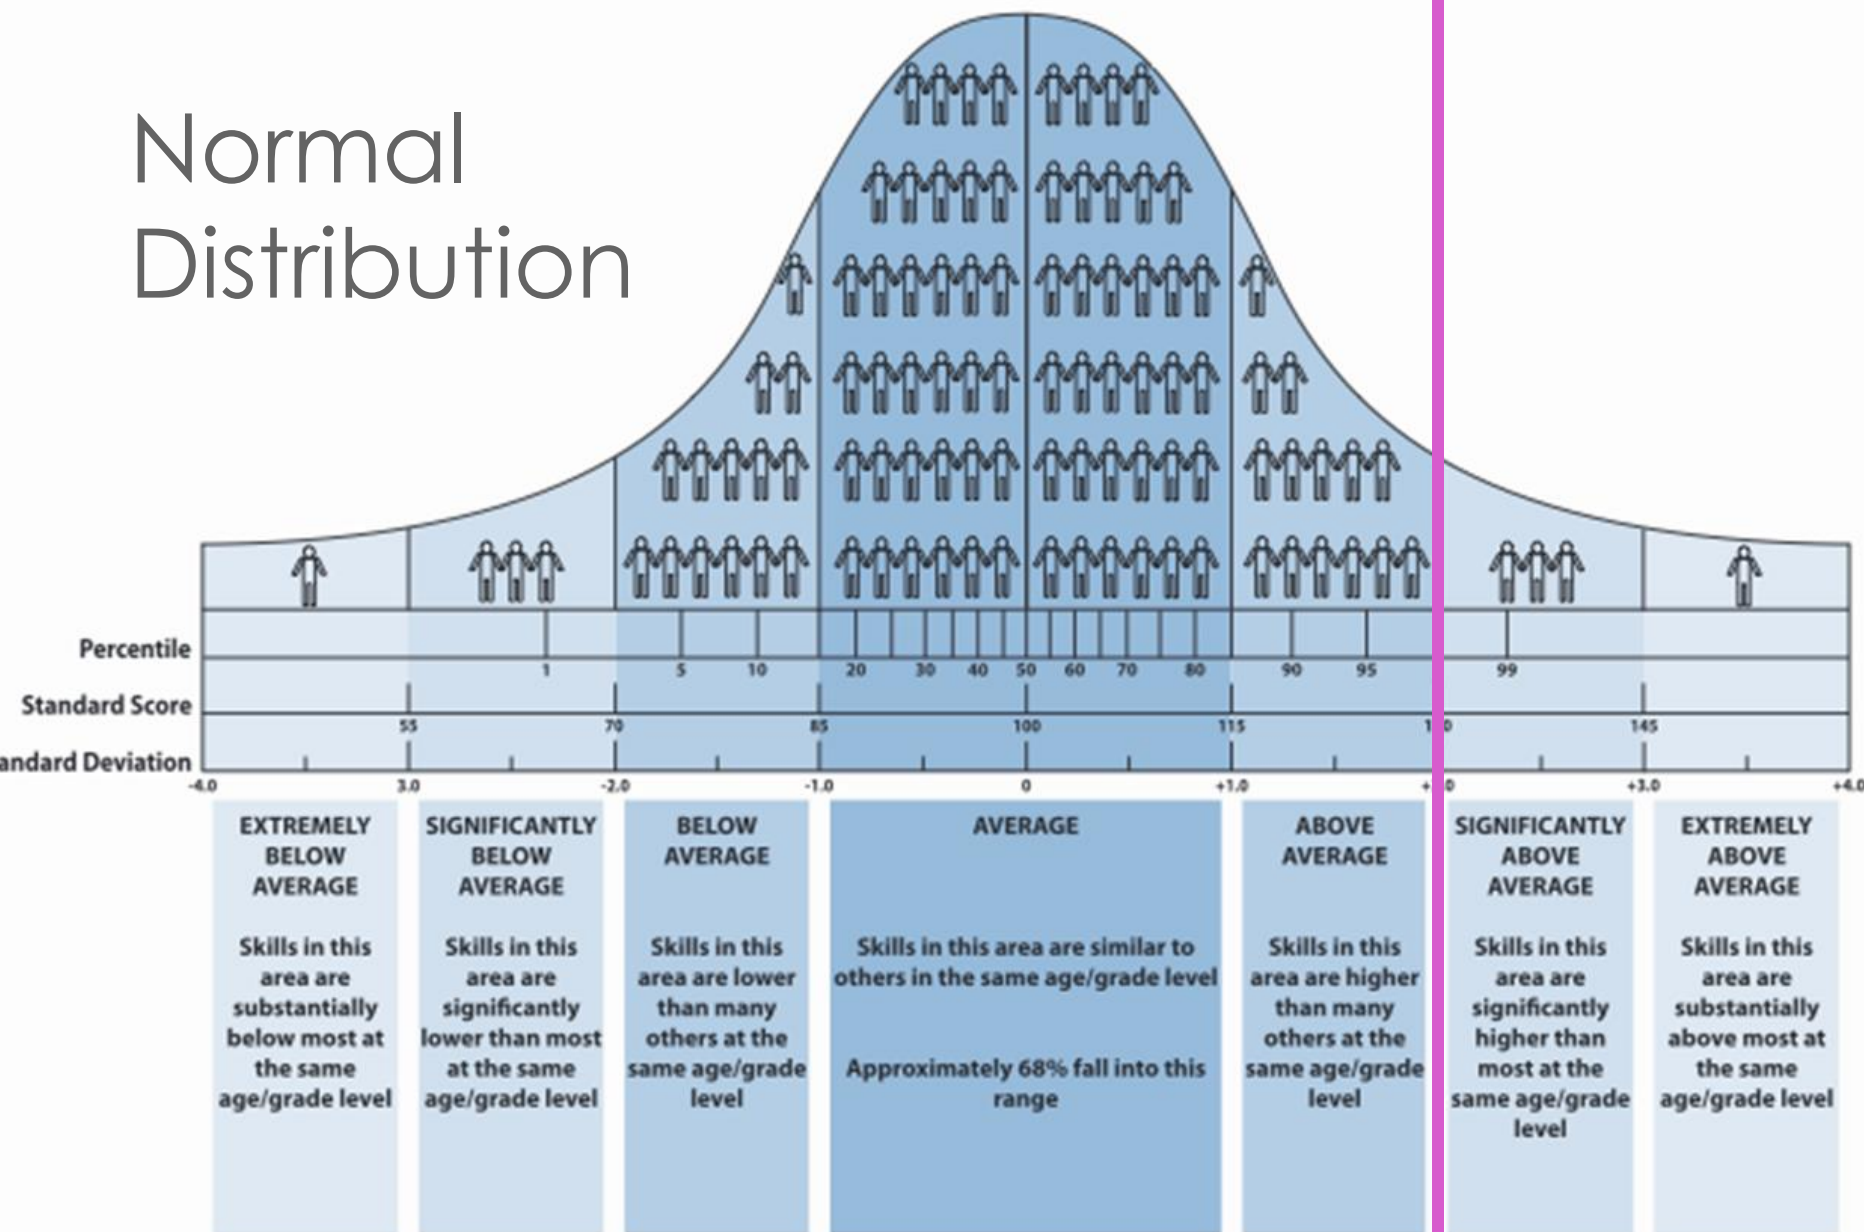 Normal
Distribution
Percentile
1 5 10 20 30 40 50 60 70 80 90 95 99
Standard Score
55 70 85 100 115 145
andard Deviation
-4.0 3.0 -2.0 -1.0 0 +1.0 +3.0 +4.0
EXTREMELY
BELOW
AVERAGE
Skills in this
area are
substantially
below most at
the same
age/grade level
SIGNIFICANTLY
BELOW
AVERAGE
Skills in this
area are
significantly
lower than most
at the same
age/grade level
BELOW
AVERAGE
Skills in this
area are lower
than many
others at the
same age/grade
level
AVERAGE
Skills in this area are similar to
others in the same age/grade level
Approximately 68% fall into this
range
ABOVE
AVERAGE
Skills in this
area are higher
than many
others at the
same age/grade
level
SIGNIFICANTLY
ABOVE
AVERAGE
Skills in this
area are
significantly
higher than
most at the
same age/grade
level
EXTREMELY
ABOVE
AVERAGE
Skills in this
area are
substantially
above most at
the same
age/grade level